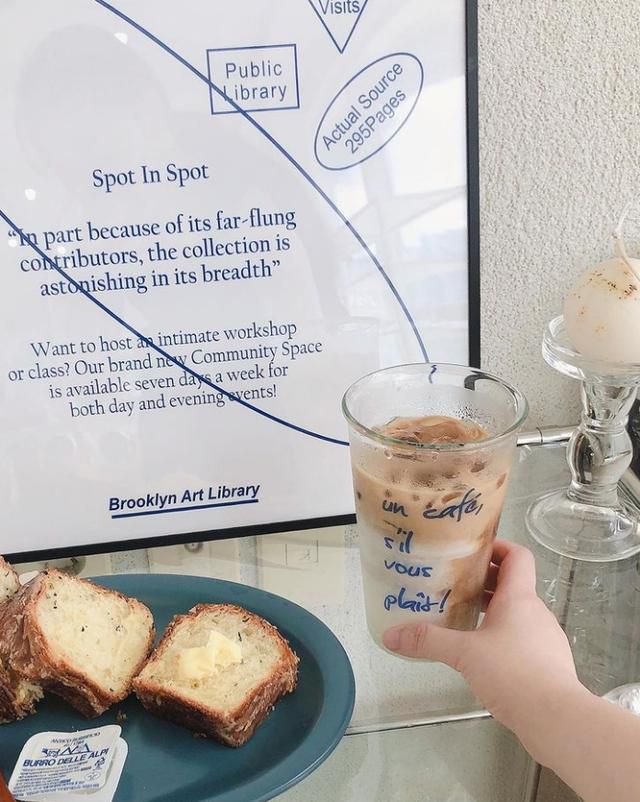 Visits
Public
Library
Actual Source
295Pages
Spot In Spot
“In part because of its far-flung
contributors, the collection is
astonishing in its breadth”
Want to host an intimate workshop
or class? Our brand new Community Space
is available seven days a week for
both day and evening events!
Brooklyn Art Library
un café,
s'il
vous
plaît!
BURRO DELLE ALPI